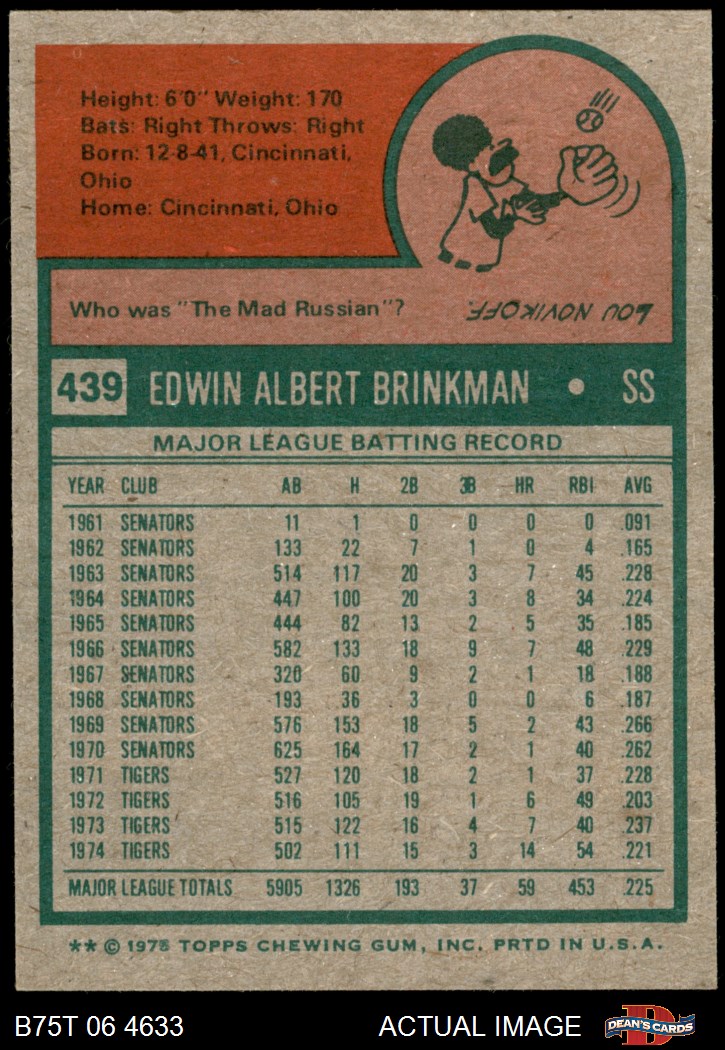 Height: 6'0" Weight: 170
Bats: Right Throws: Right
Born: 12-8-41, Cincinnati,
Ohio
Home: Cincinnati, Ohio
Who was "The Mad Russian"?
LOU NOVIKOFF.
439 EDWIN ALBERT BRINKMAN • SS
MAJOR LEAGUE BATTING RECORD
YEAR CLUB AB H 2B 3B HR RBI AVG
1961 SENATORS 11 1 0 0 0 0 .091
1962 SENATORS 133 22 7 1 0 4 .165
1963 SENATORS 514 117 20 3 7 45 .228
1964 SENATORS 447 100 20 3 8 34 .224
1965 SENATORS 444 82 13 2 5 35 .185
1966 SENATORS 582 133 18 9 7 48 .229
1967 SENATORS 320 60 9 2 1 18 .188
1968 SENATORS 193 36 3 0 0 6 .187
1969 SENATORS 576 153 18 5 2 43 .266
1970 SENATORS 625 164 17 2 1 40 .262
1971 TIGERS 527 120 18 2 1 37 .228
1972 TIGERS 516 105 19 1 6 49 .203
1973 TIGERS 515 122 16 4 7 40 .237
1974 TIGERS 502 111 15 3 14 54 .221
MAJOR LEAGUE TOTALS 5905 1326 193 37 59 453 .225
** © 1975 TOPPS CHEWING GUM, INC. PRTD IN U.S.A.
B75T 06 4633 ACTUAL IMAGE D DEAN'S CARDS